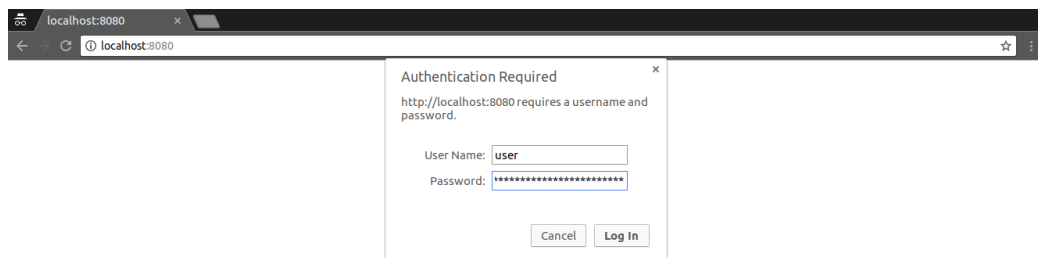 localhost:8080
localhost:8080
Authentication Required
http://localhost:8080 requires a username and
password.
User Name: user
Password: *************************
Cancel Log In